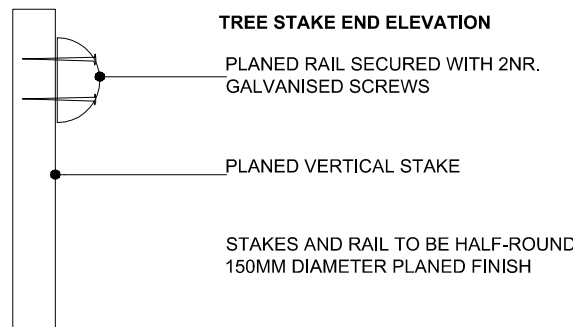 TREE STAKE END ELEVATION
PLANED RAIL SECURED WITH 2NR.
GALVANISED SCREWS
PLANED VERTICAL STAKE
STAKES AND RAIL TO BE HALF-ROUND
150MM DIAMETER PLANED FINISH